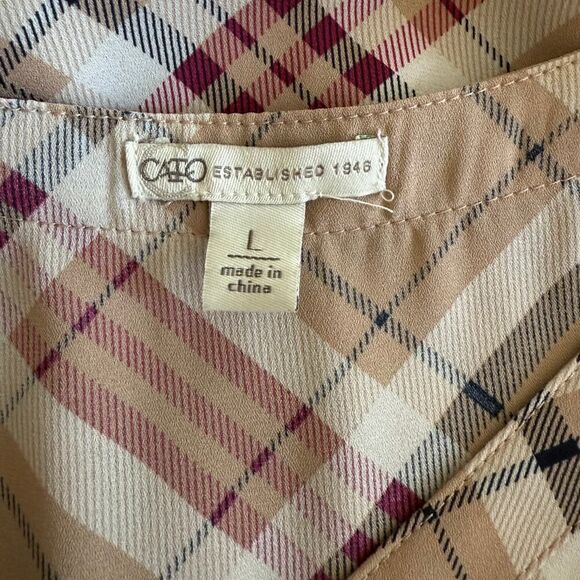 CATO ESTABLISHED 1946
L
made in
china